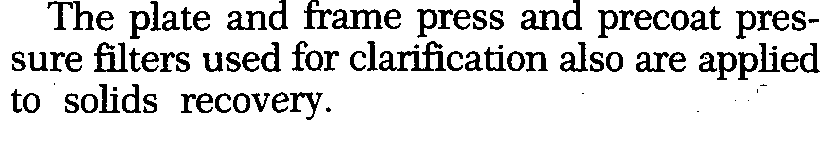 The plate and frame press and precoat pres-
sure filters used for clarification also are applied
to solids recovery.